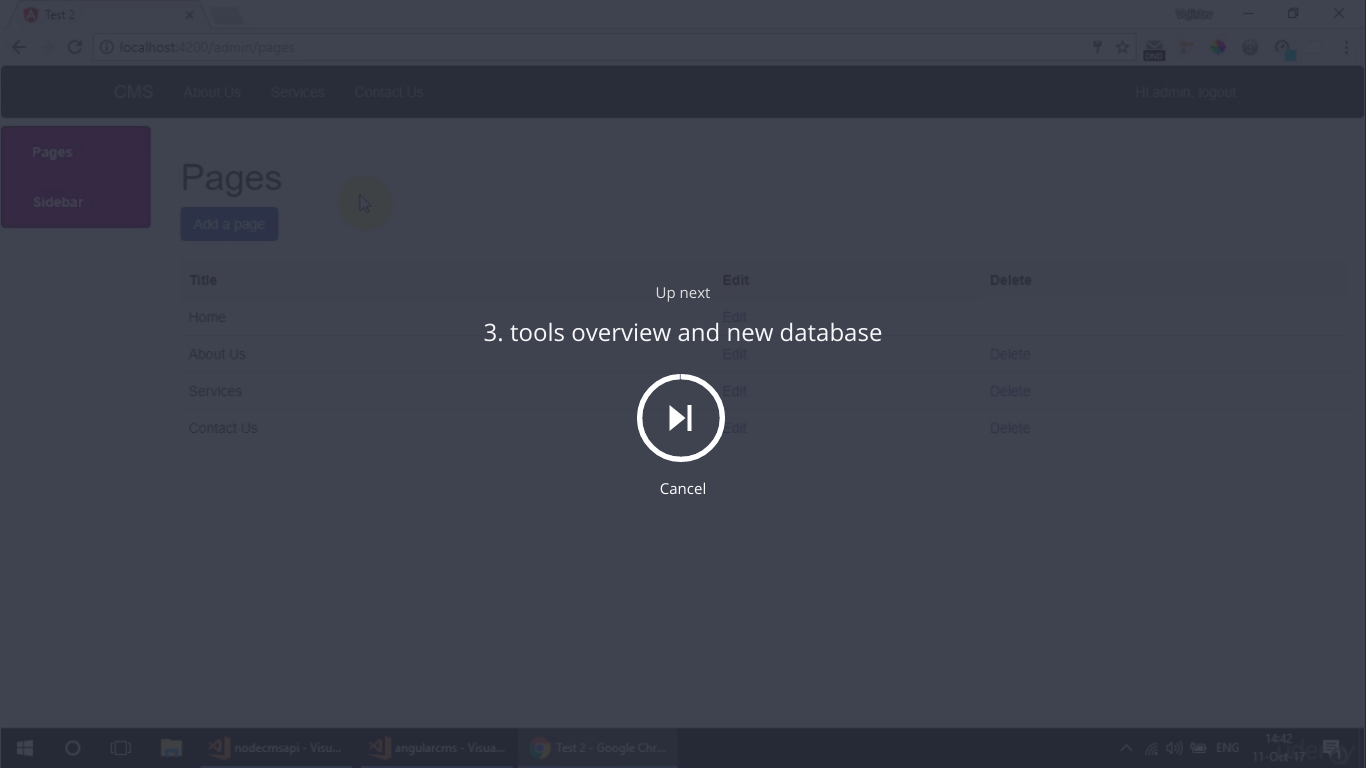 Test 2
localhost:4200/admin/pages
CMS About Us Services Contact Us Hi admin, logout
Pages
Sidebar
Pages
Add a page
Title Edit Delete
Up next
Home Edit
3. tools overview and new database
About Us Edit Delete
Services Edit Delete
Contact Us Edit Delete
Cancel
nodecmsapi - Visu... angularcms - Visua... Test 2 - Google Chr... ENG 14:42
11-Oct-17
udemy